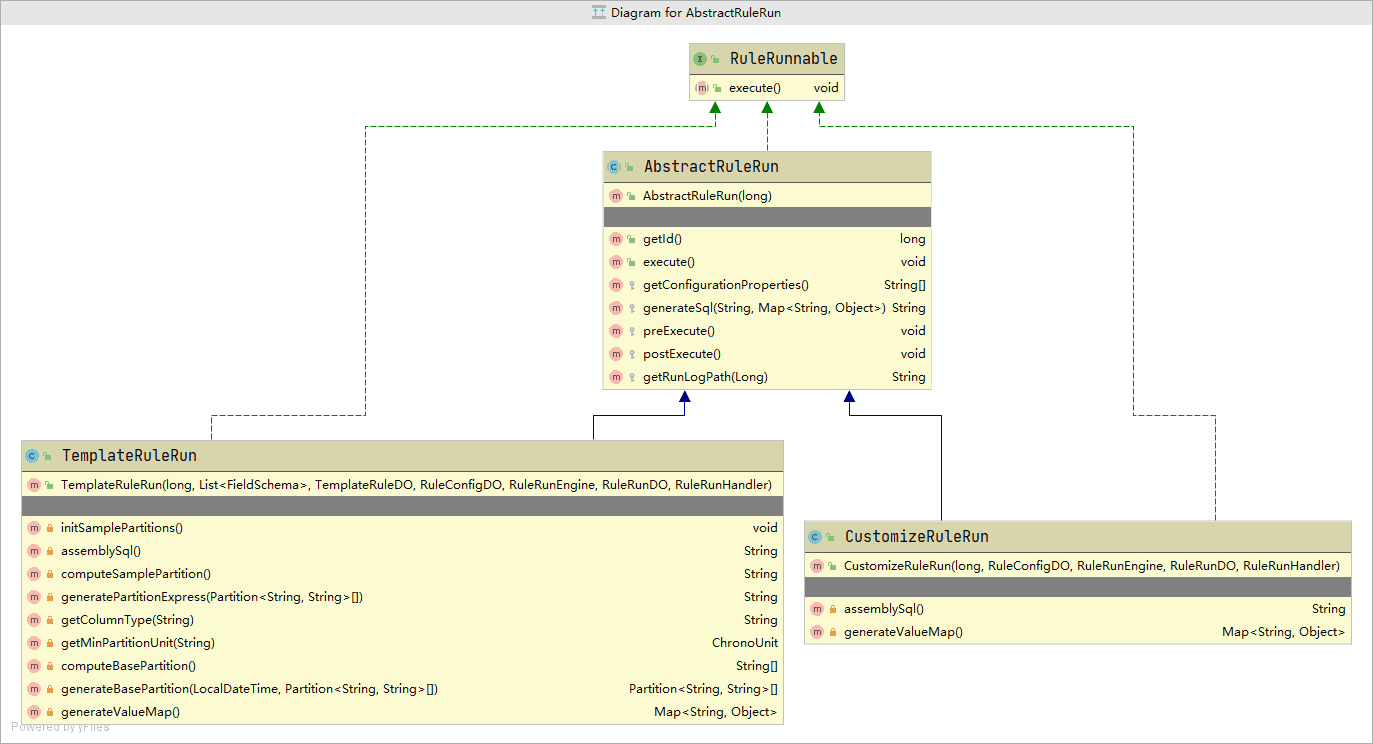 Diagram for AbstractRuleRun
RuleRunnable
execute() void
AbstractRuleRun
AbstractRuleRun(long)
getId() long
execute() void
getConfigurationProperties() String[]
generateSql(String, Map<String, Object>) String
preExecute() void
postExecute() void
getRunLogPath(Long) String
TemplateRuleRun
TemplateRuleRun(long, List<FieldSchema>, TemplateRuleDO, RuleConfigDO, RuleRunEngine, RuleRunDO, RuleRunHandler)
initSamplePartitions() void
assemblySql() String
computeSamplePartition() String
generatePartitionExpress(Partition<String, String>[]) String
getColumnType(String) String
getMinPartitionUnit(String) ChronoUnit
computeBasePartition() String[]
generateBasePartition(LocalDateTime, Partition<String, String>[]) Partition<String, String>[]
generateValueMap() Map<String, Object>
CustomizeRuleRun
CustomizeRuleRun(long, RuleConfigDO, RuleRunEngine, RuleRunDO, RuleRunHandler)
assemblySql() String
generateValueMap() Map<String, Object>
Powered by yFiles